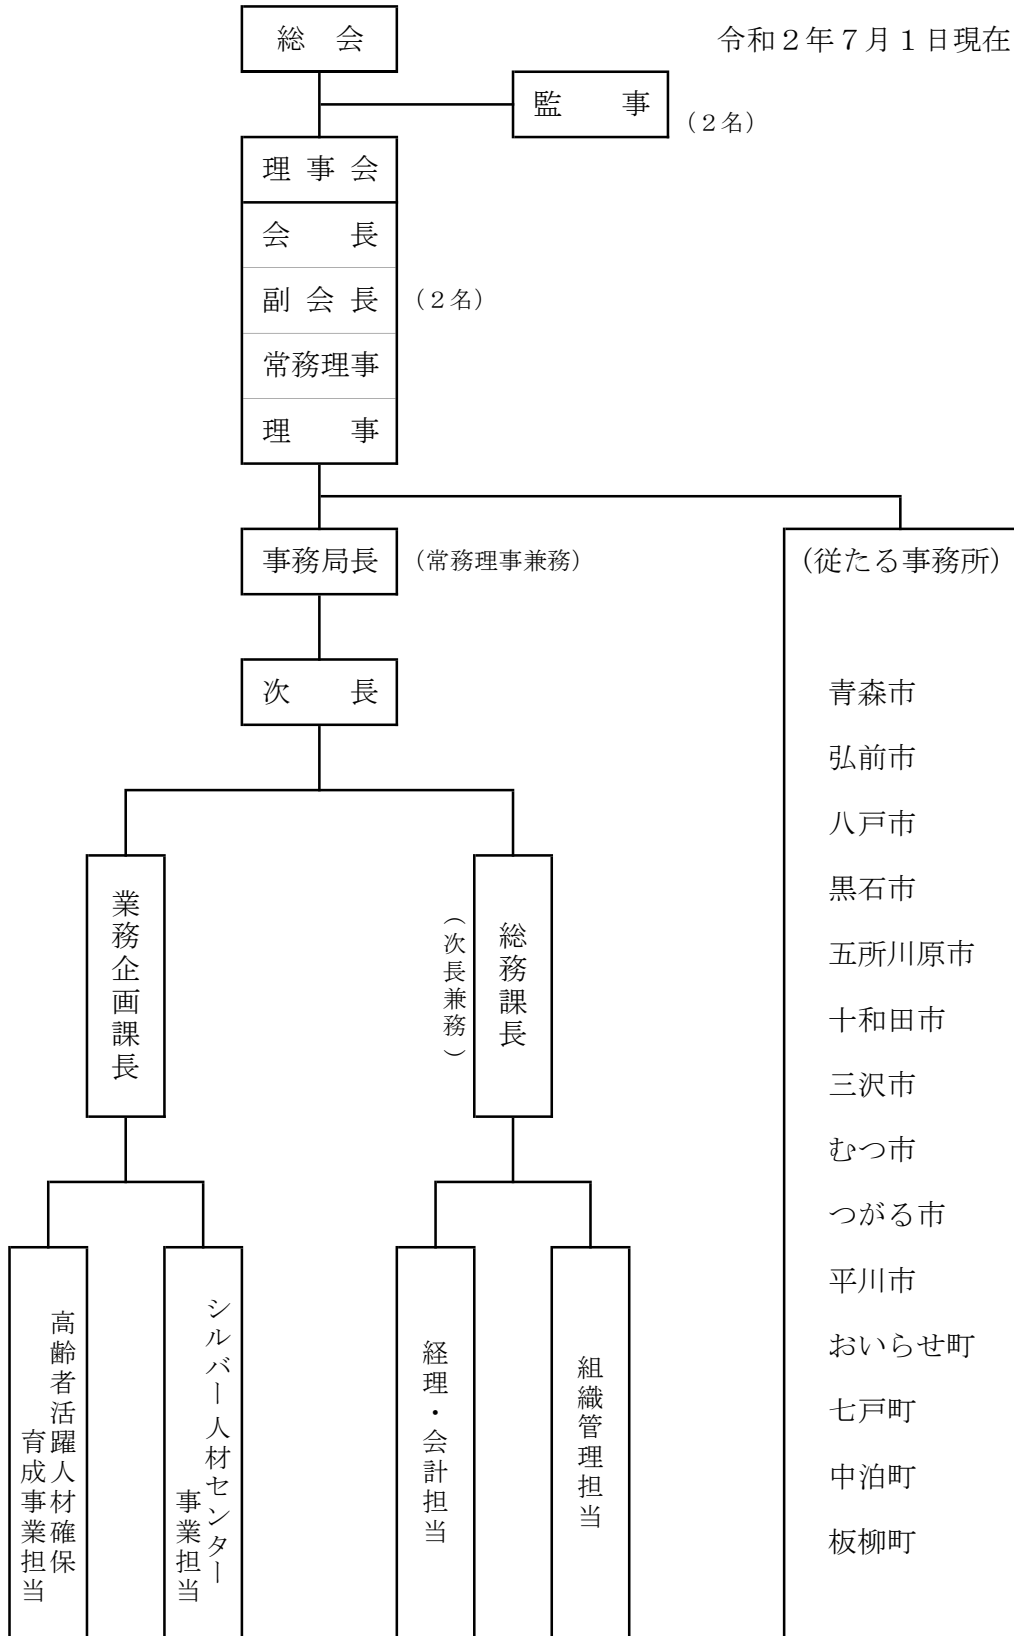 総 会
令和２年７月１日現在
監 事
（２名）
理 事 会
会 長
副 会 長
（２名）
常務理事
理 事
事務局長
（常務理事兼務）
（従たる事務所）
次 長
青森市
弘前市
八戸市
黒石市
五所川原市
十和田市
三沢市
むつ市
つがる市
平川市
おいらせ町
七戸町
中泊町
板柳町
業務企画課長
総務課長
（次長兼務）
高齢者活躍人材確保
育成事業担当
シルバー人材センター
事業担当
経理・会計担当
組織管理担当